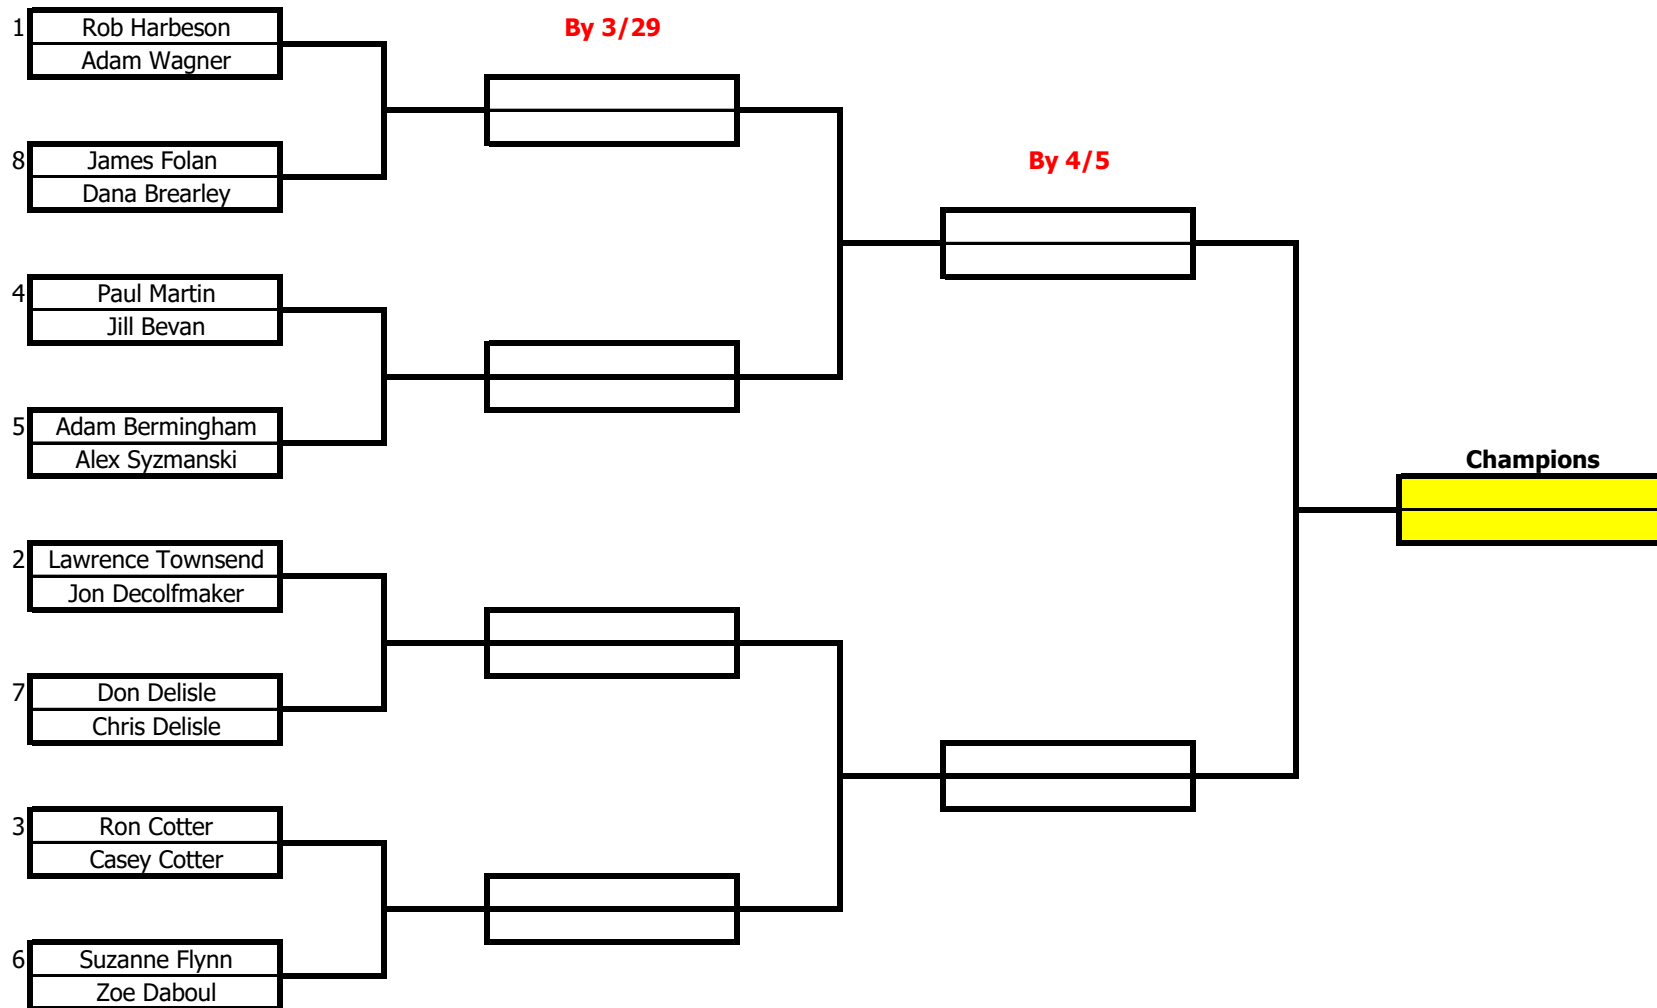 1
Rob Harbeson
Adam Wagner
By 3/29
8
James Folan
Dana Brearley
By 4/5
4
Paul Martin
Jill Bevan
5
Adam Bermingham
Alex Syzmanski
Champions
2
Lawrence Townsend
Jon Decolfmaker
7
Don Delisle
Chris Delisle
3
Ron Cotter
Casey Cotter
6
Suzanne Flynn
Zoe Daboul